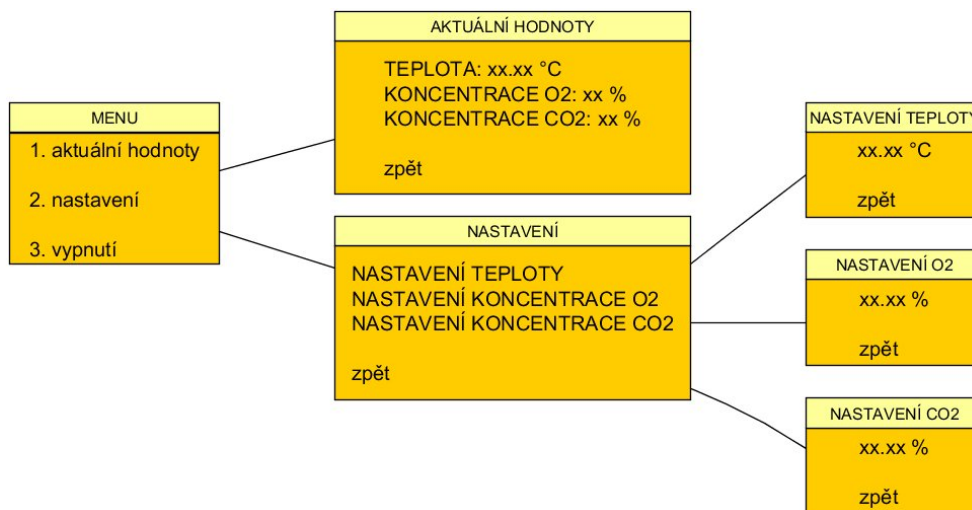 AKTUÁLNÍ HODNOTY
TEPLOTA: xx.xx °C
KONCENTRACE O2: xx %
KONCENTRACE CO2: xx %
zpět
MENU
1. aktuální hodnoty
2. nastavení
3. vypnutí
NASTAVENÍ
NASTAVENÍ TEPLOTY
NASTAVENÍ KONCENTRACE O2
NASTAVENÍ KONCENTRACE CO2
zpět
NASTAVENÍ TEPLOTY
xx.xx °C
zpět
NASTAVENÍ O2
xx.xx %
zpět
NASTAVENÍ CO2
xx.xx %
zpět